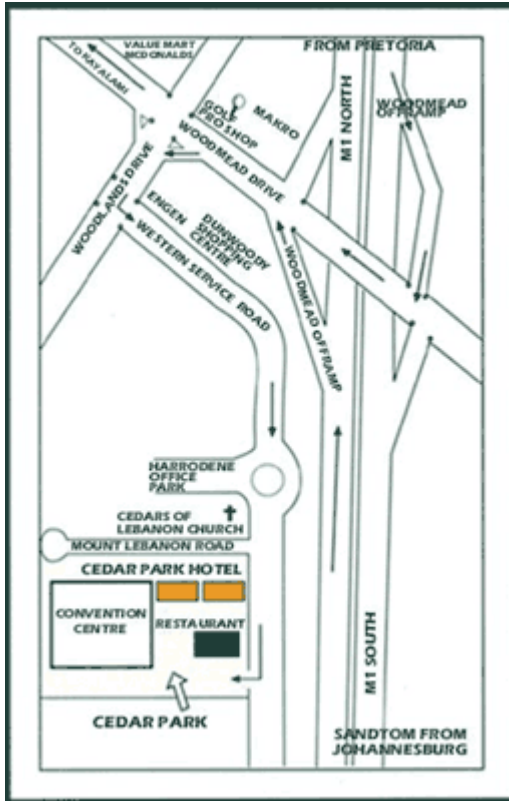 VALUE MART
MCDONALDS
TO KAYALAMI
FROM PRETORIA
GOLF
PRO SHOP
MAKRO
M1 NORTH
WOODMEAD
OFFRAMP
WOODMEAD DRIVE
WOODLANDS DRIVE
ENGEN
DUNWOODY
SHOPPING
CENTRE
WESTERN SERVICE ROAD
WOODMEAD OFFRAMP
HARRODENE
OFFICE
PARK
CEDARS OF
LEBANON CHURCH
MOUNT LEBANON ROAD
CEDAR PARK HOTEL
CONVENTION
CENTRE
RESTAURANT
M1 SOUTH
CEDAR PARK
SANDTOM FROM
JOHANNESBURG